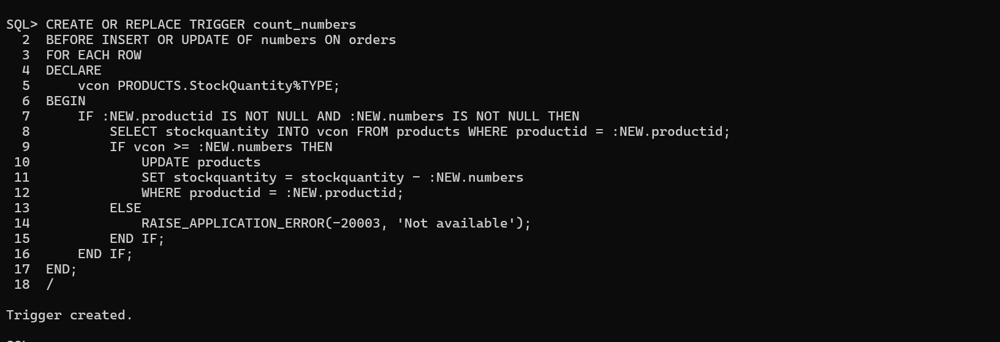 SQL> CREATE OR REPLACE TRIGGER count_numbers
  2  BEFORE INSERT OR UPDATE OF numbers ON orders
  3  FOR EACH ROW
  4  DECLARE
  5      vcon PRODUCTS.StockQuantity%TYPE;
  6  BEGIN
  7      IF :NEW.productid IS NOT NULL AND :NEW.numbers IS NOT NULL THEN
  8          SELECT stockquantity INTO vcon FROM products WHERE productid = :NEW.productid;
  9          IF vcon >= :NEW.numbers THEN
 10              UPDATE products
 11              SET stockquantity = stockquantity - :NEW.numbers
 12              WHERE productid = :NEW.productid;
 13          ELSE
 14              RAISE_APPLICATION_ERROR(-20003, 'Not available');
 15          END IF;
 16      END IF;
 17  END;
 18  /
Trigger created.